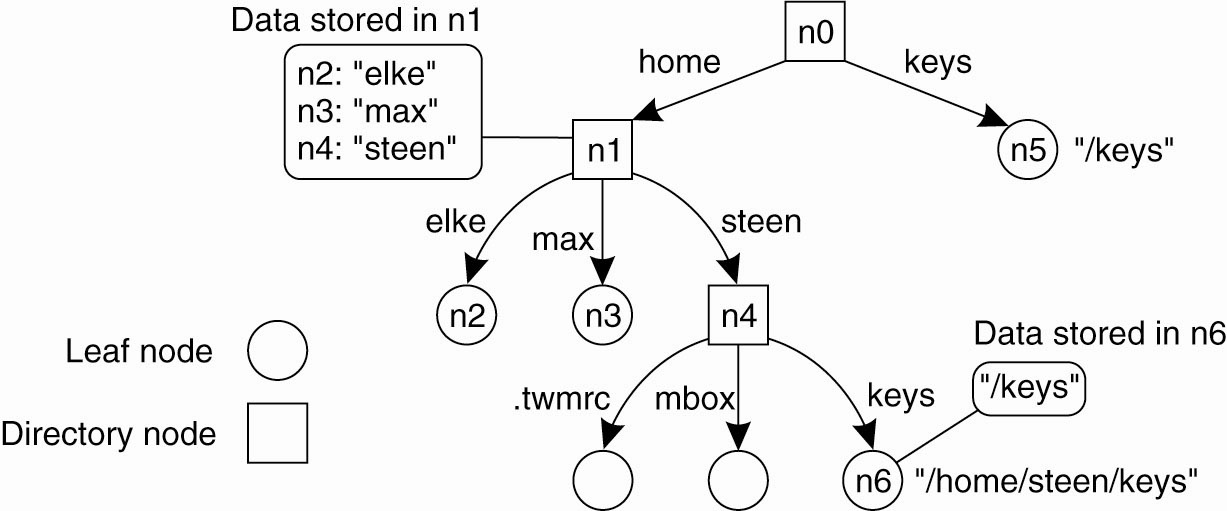 Data stored in n1
n0
n2: "elke"
n3: "max"
n4: "steen"
home
keys
n1
n5
"/keys"
elke
max
steen
n2
n3
n4
Leaf node
Directory node
Data stored in n6
"/keys"
.twmrc
mbox
keys
n6
"/home/steen/keys"